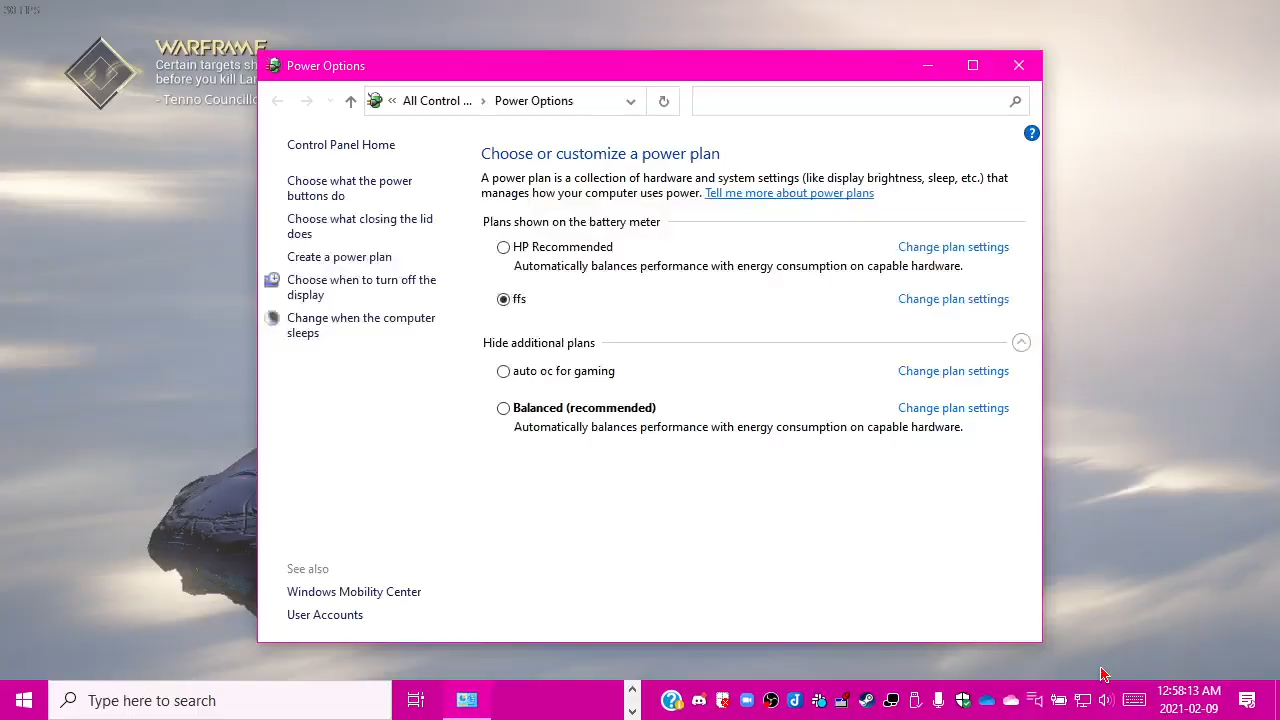 30 FPS
WARFRAME
Certain targets sh
before you kill Lar
- Tenno Councillo
Power Options
« All Control ... › Power Options
Control Panel Home
Choose what the power
buttons do
Choose what closing the lid
does
Create a power plan
Choose when to turn off the
display
Change when the computer
sleeps
See also
Windows Mobility Center
User Accounts
Choose or customize a power plan
A power plan is a collection of hardware and system settings (like display brightness, sleep, etc.) that
manages how your computer uses power. Tell me more about power plans
Plans shown on the battery meter
HP Recommended Change plan settings
Automatically balances performance with energy consumption on capable hardware.
ffs Change plan settings
Hide additional plans
auto oc for gaming Change plan settings
Balanced (recommended) Change plan settings
Automatically balances performance with energy consumption on capable hardware.
Type here to search
12:58:13 AM
2021-02-09